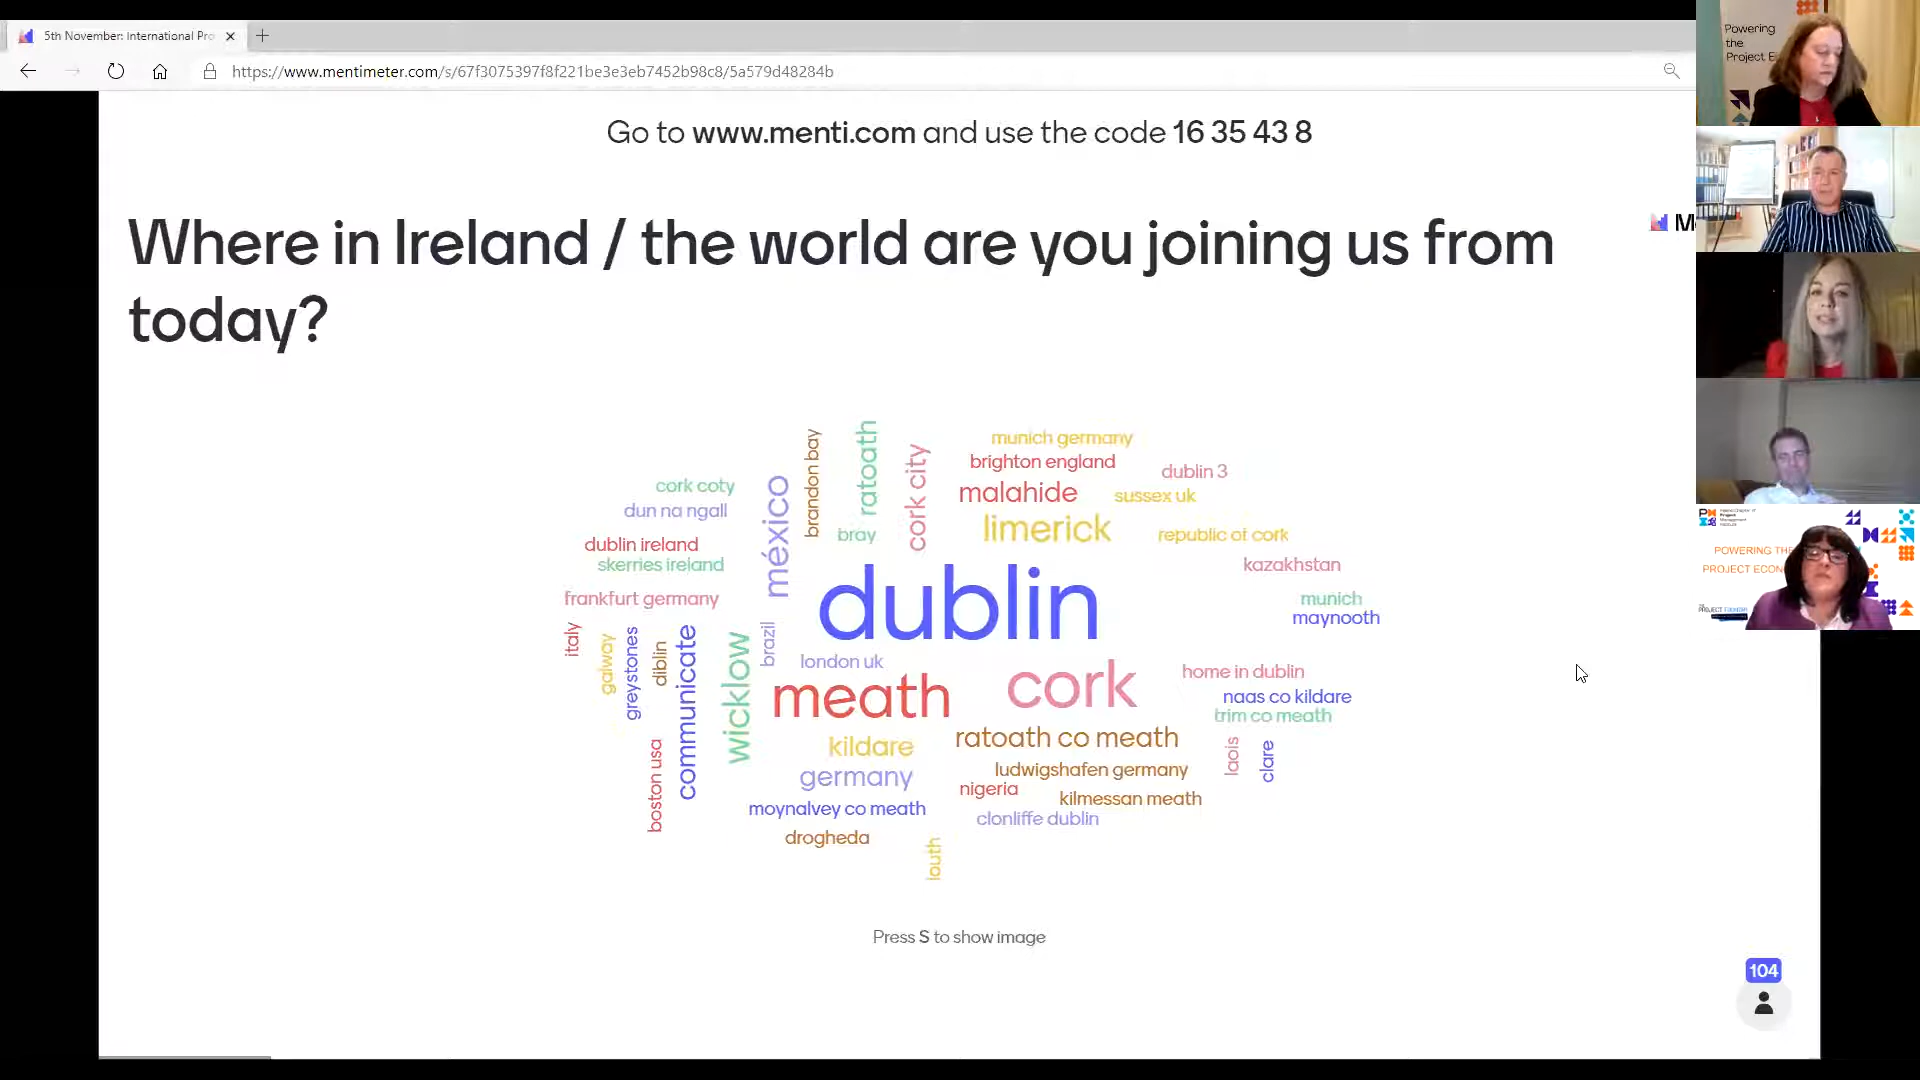 5th November: International Pro
https://www.mentimeter.com/s/67f3075397f8f221be3e3eb7452b98c8/5a579d48284b
Go to www.menti.com and use the code 16 35 43 8
Where in Ireland / the world are you joining us from
today?
M
munich germany
brighton england
dublin 3
malahide
sussex uk
limerick
republic of cork
brandon bay
ratoath
cork city
bray
méxico
cork coty
dun na ngall
dublin ireland
skerries ireland
frankfurt germany
kazakhstan
munich
maynooth
dublin
italy
galway
greystones
diblin
communicate
boston usa
wicklow
brazil
london uk
meath
cork
home in dublin
naas co kildare
trim co meath
laois
clare
kildare
ratoath co meath
germany
ludwigshafen germany
nigeria
kilmessan meath
moynalvey co meath
clonliffe dublin
drogheda
louth
Press S to show image
104
Powering
the
Project E
POWERING THE
PROJECT ECON